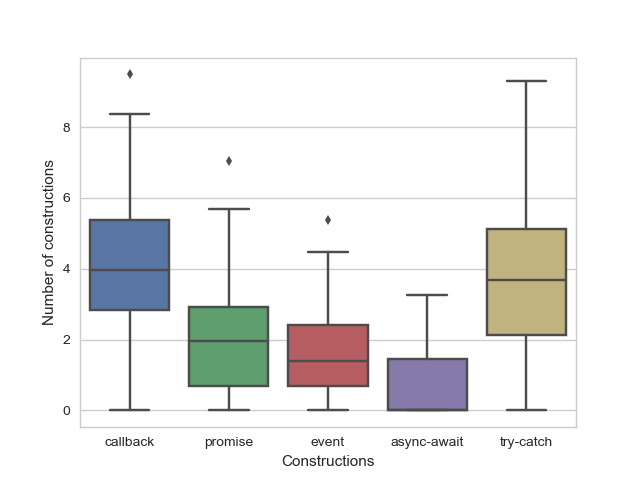 Number of constructions
8
6
4
2
0
callback promise event async-await try-catch
Constructions